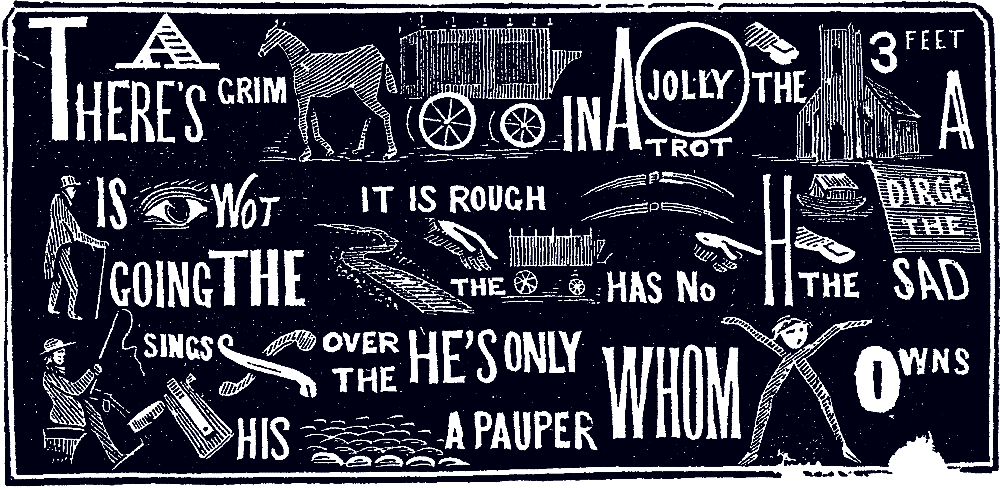 A
THERE'S GRIM IN A JOLLY TROT THE 3 FEET A
IS WOT IT IS ROUGH H DIRGE THE
GOING THE THE HAS NO THE SAD
SINGS OVER THE HE'S ONLY WHOM OWNS
HIS A PAUPER